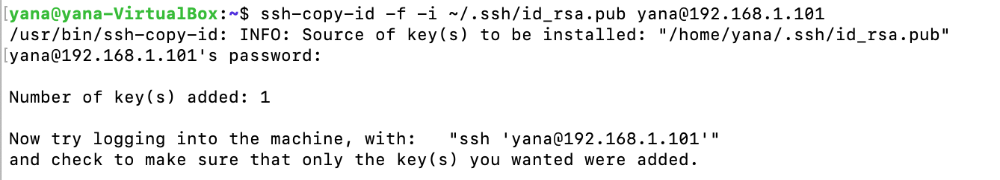 [yana@yana-VirtualBox:~$ ssh-copy-id -f -i ~/.ssh/id_rsa.pub yana@192.168.1.101
/usr/bin/ssh-copy-id: INFO: Source of key(s) to be installed: "/home/yana/.ssh/id_rsa.pub"
[yana@192.168.1.101's password:
Number of key(s) added: 1
Now try logging into the machine, with:   "ssh 'yana@192.168.1.101'"
and check to make sure that only the key(s) you wanted were added.